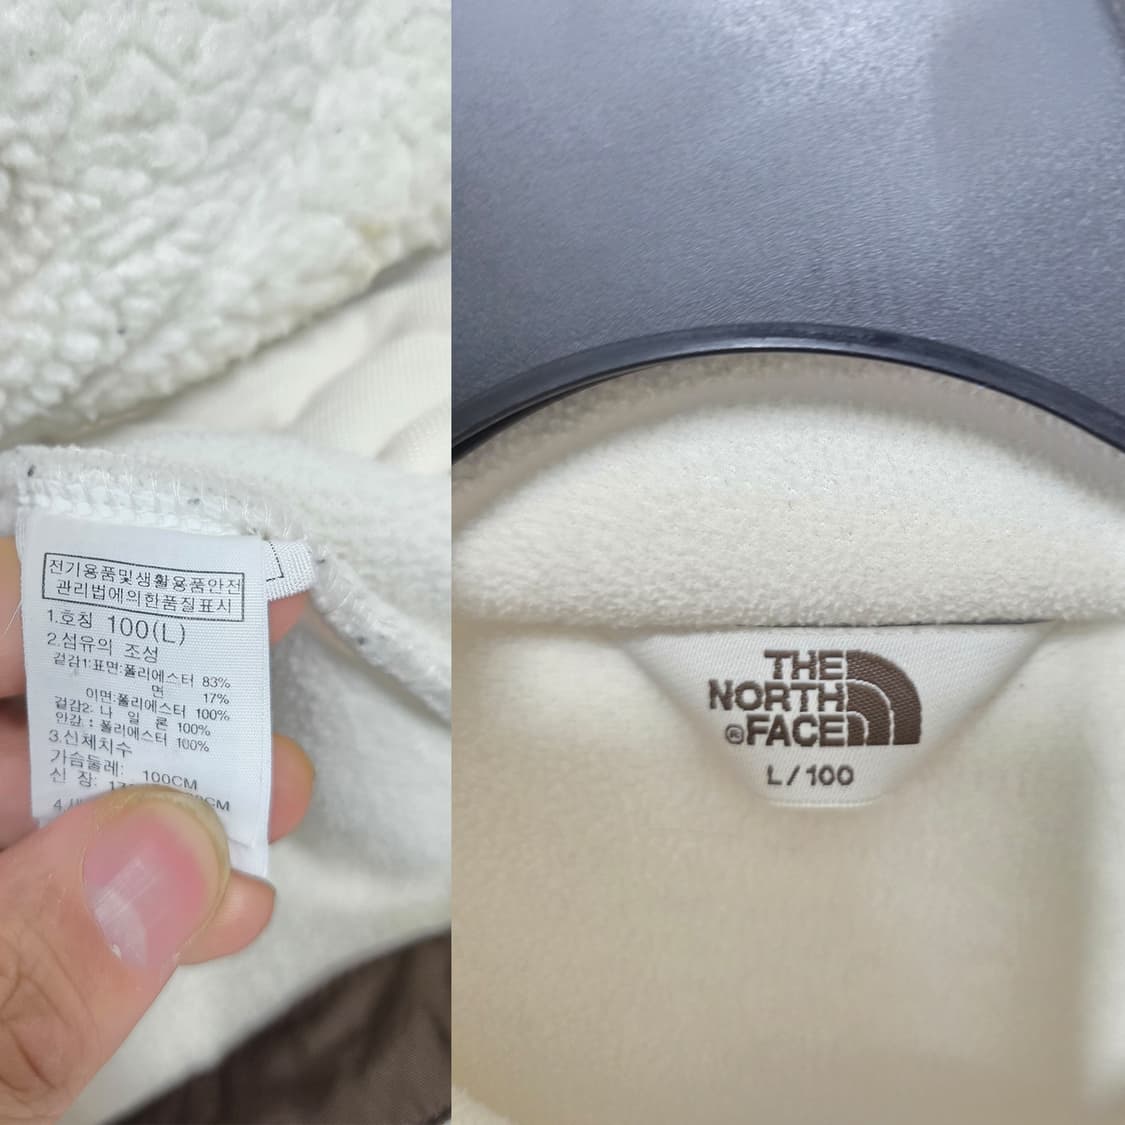 전기용품및생활용품안전
관리법에의한품질표시
1.호칭 100(L)
2.섬유의 조성
겉감1:표면:폴리에스터 83%
면 17%
이면:폴리에스터 100%
겉감2: 나 일 론 100%
안감 : 폴리에스터 100%
3.신체치수
가슴둘레: 100CM
신 장:
CM
4.
THE
NORTH
® FACE
L/100